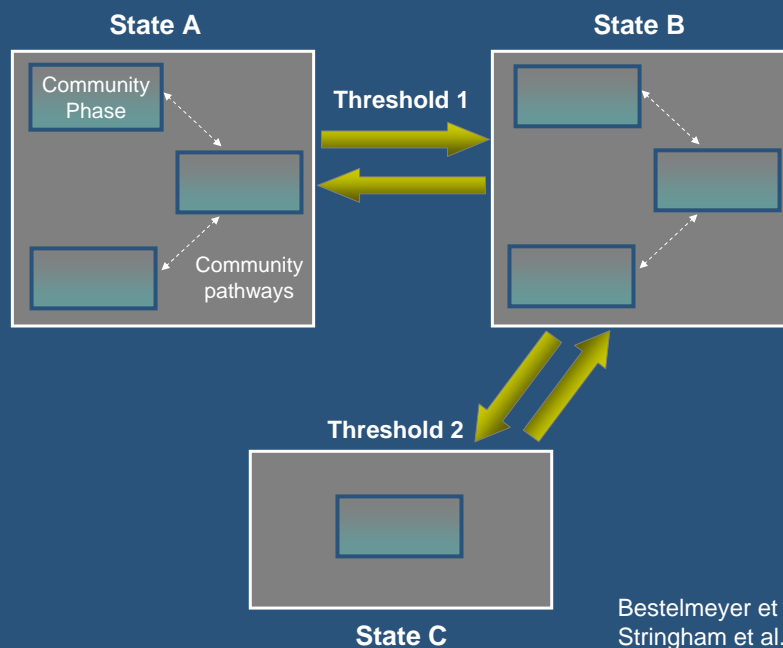 State A
State B
Community
Phase
Threshold 1
Community
pathways
Threshold 2
State C
Bestelmeyer et
Stringham et al.